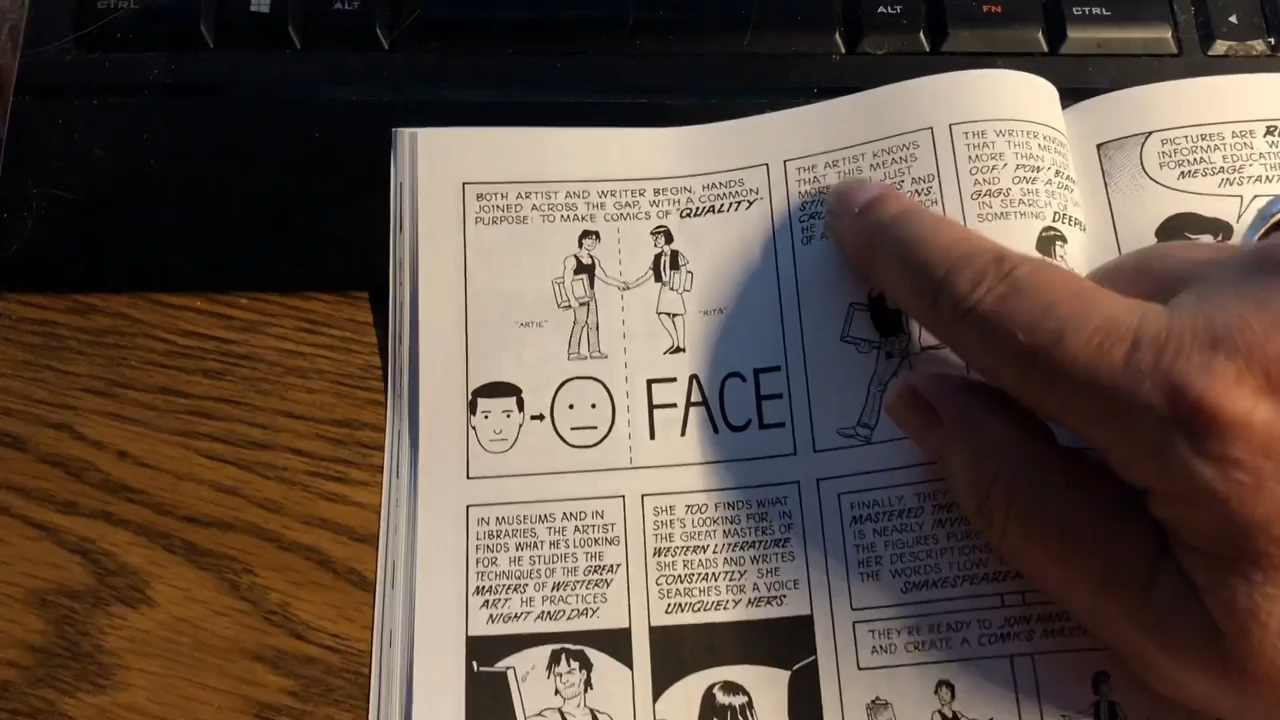 CTRL
ALT
ALT
FN
CTRL
BOTH ARTIST AND WRITER BEGIN, HANDS
JOINED ACROSS THE GAP, WITH A COMMON
PURPOSE: TO MAKE COMICS OF "QUALITY"
"ARTIE"
"RITA"
FACE
THE ARTIST KNOWS
THAT THIS MEANS
MORE JUST
AND
HE
OF
THE WRITER KNOWS
THAT THIS MEANS
MORE THAN JUST
OOF! POW! BLAM!
AND ONE-A-DAY
GAGS. SHE SETS
IN SEARCH OF
SOMETHING DEEPER
PICTURES ARE
INFORMATION.
FORMAL EDUCATION
MESSAGE."
IN MUSEUMS AND IN
LIBRARIES, THE ARTIST
FINDS WHAT HE'S LOOKING
FOR. HE STUDIES THE
TECHNIQUES OF THE GREAT
MASTERS OF WESTERN
ART, HE PRACTICES
NIGHT AND DAY.
SHE TOO FINDS WHAT
SHE'S LOOKING FOR, IN
THE GREAT MASTERS OF
WESTERN LITERATURE.
SHE READS AND WRITES
CONSTANTLY. SHE
SEARCHES FOR A VOICE
UNIQUELY HERS.
FINALLY, THEY
MASTERED
IS NEARLY
THE FIGURES
HER DESCRIPTIONS
THE WORDS FLOW
SHAKESPEAREA
THEY'RE READY TO JOIN HAN
AND CREATE A COMICS MAST